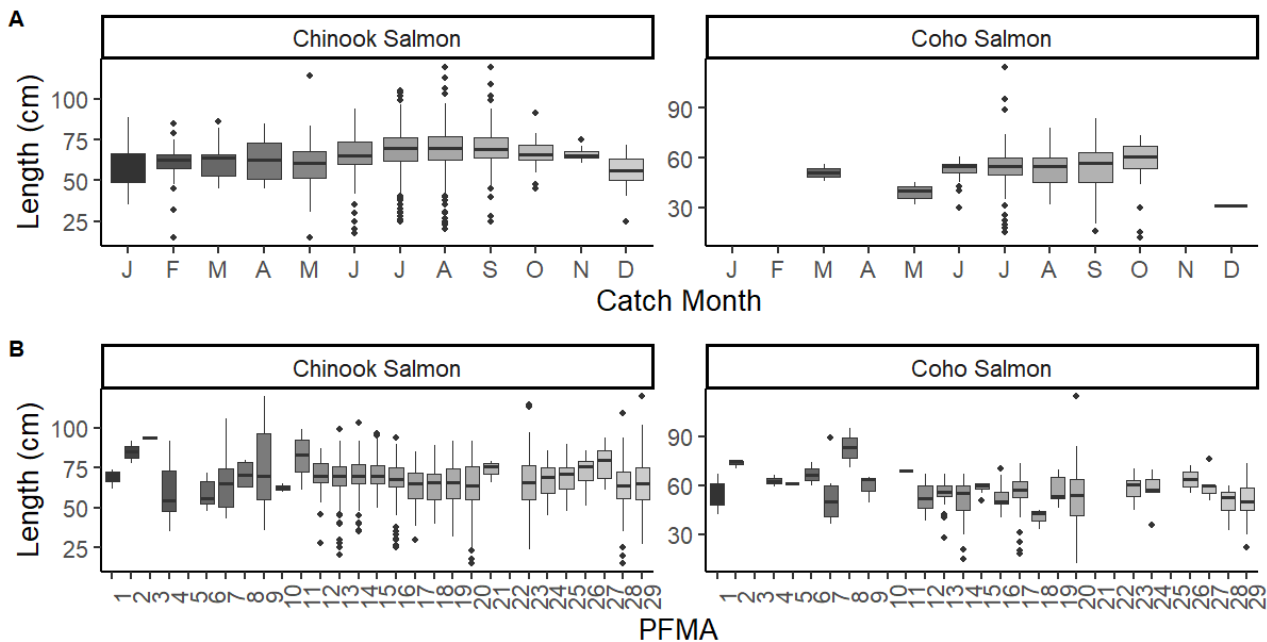 A
Chinook Salmon
Coho Salmon
Length (cm)
100
75
50
25
90
60
30
J F M A M J J A S O N D
J F M A M J J A S O N D
Catch Month
B
Chinook Salmon
Coho Salmon
Length (cm)
100
75
50
25
90
60
30
1 2 3 4 5 6 7 8 9 10 11 12 13 14 15 16 17 18 19 20 21 22 23 24 25 26 27 28 29
1 2 3 4 5 6 7 8 9 10 11 12 13 14 15 16 17 18 19 20 21 22 23 24 25 26 27 28 29
PFMA